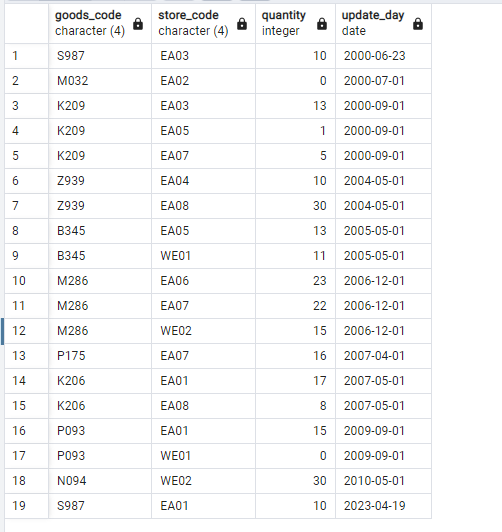 goods_code store_code quantity update_day
character (4) character (4) integer date
1 S987 EA03 10 2000-06-23
2 M032 EA02 0 2000-07-01
3 K209 EA03 13 2000-09-01
4 K209 EA05 1 2000-09-01
5 K209 EA07 5 2000-09-01
6 Z939 EA04 10 2004-05-01
7 Z939 EA08 30 2004-05-01
8 B345 EA05 13 2005-05-01
9 B345 WE01 11 2005-05-01
10 M286 EA06 23 2006-12-01
11 M286 EA07 22 2006-12-01
12 M286 WE02 15 2006-12-01
13 P175 EA07 16 2007-04-01
14 K206 EA01 17 2007-05-01
15 K206 EA08 8 2007-05-01
16 P093 EA01 15 2009-09-01
17 P093 WE01 0 2009-09-01
18 N094 WE02 30 2010-05-01
19 S987 EA01 10 2023-04-19